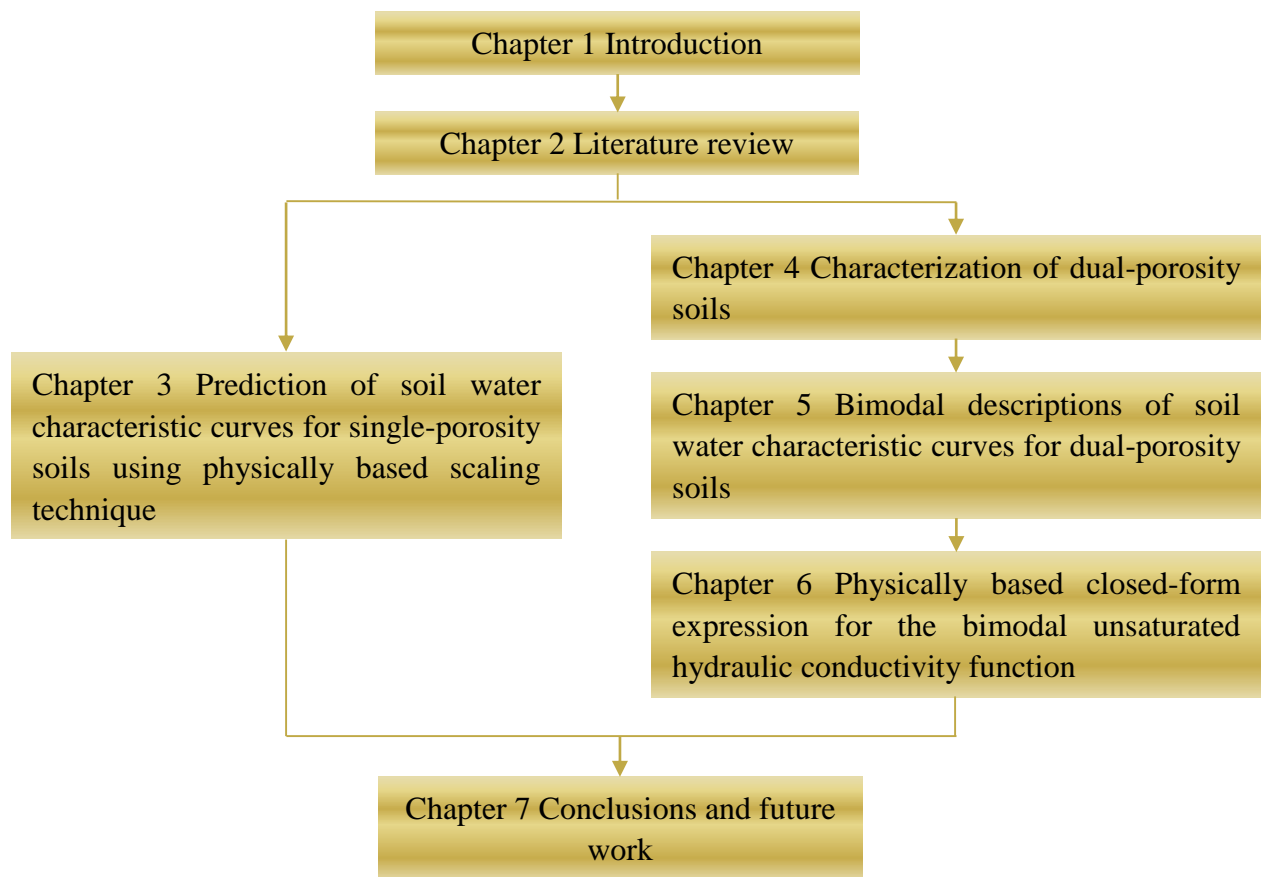 Chapter 1 Introduction
Chapter 2 Literature review
Chapter 3 Prediction of soil water
characteristic curves for single-porosity
soils using physically based scaling
technique
Chapter 4 Characterization of dual-porosity
soils
Chapter 5 Bimodal descriptions of soil
water characteristic curves for dual-porosity
soils
Chapter 6 Physically based closed-form
expression for the bimodal unsaturated
hydraulic conductivity function
Chapter 7 Conclusions and future
work